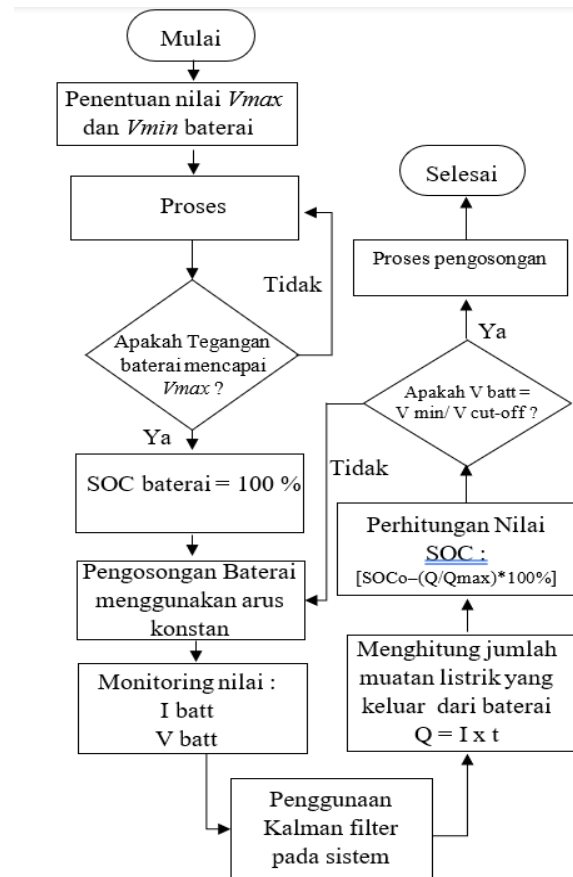 Mulai
Penentuan nilai Vmax
dan Vmin baterai
Proses
Tidak
Apakah Tegangan
baterai mencapai
Vmax ?
Ya
SOC baterai = 100 %
Pengosongan Baterai
menggunakan arus
konstan
Monitoring nilai :
I batt
V batt
Penggunaan
Kalman filter
pada sistem
Menghitung jumlah
muatan listrik yang
keluar dari baterai
Q = I x t
Perhitungan Nilai
SOC :
[SOCo–(Q/Qmax)*100%]
Apakah V batt =
V min/ V cut-off ?
Tidak
Ya
Proses pengosongan
Selesai